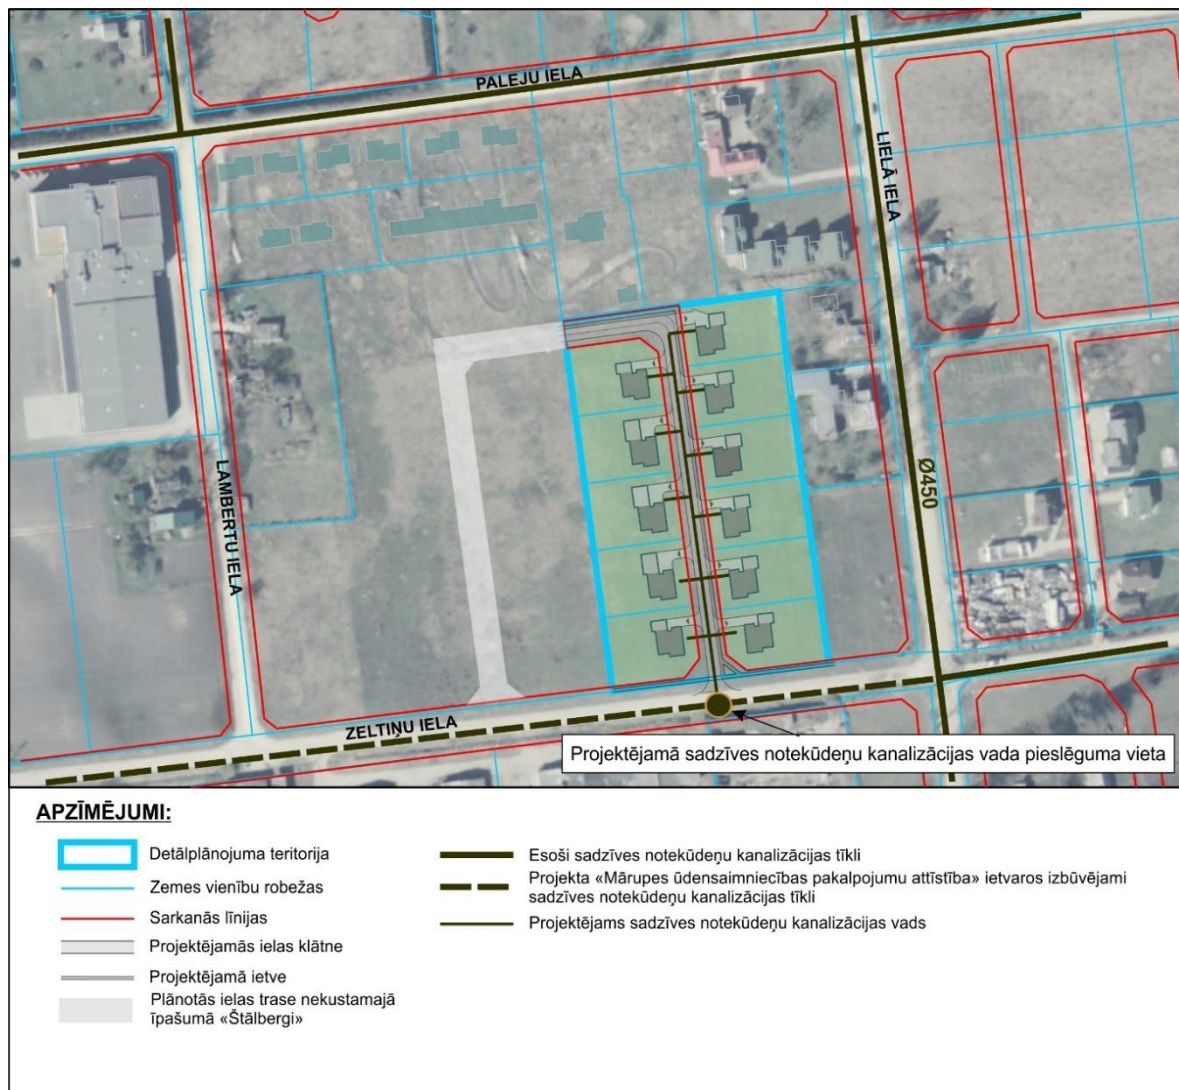 PALEJU IELA
LIELĀ IELA
Ø450
LAMBERTU IELA
ZELTIŅU IELA
Projektējamā sadzīves notekūdeņu kanalizācijas vada pieslēguma vieta
APZĪMĒJUMI:
Detālplānojuma teritorija
Zemes vienību robežas
Sarkanās līnijas
Projektējamās ielas klātne
Projektējamā ietve
Plānotās ielas trase nekustamajā
īpašumā «Štālbergi»
Esoši sadzīves notekūdeņu kanalizācijas tīkli
Projekta «Mārupes ūdensaimniecības pakalpojumu attīstība» ietvaros izbūvējami
sadzīves notekūdeņu kanalizācijas tīkli
Projektējams sadzīves notekūdeņu kanalizācijas vads